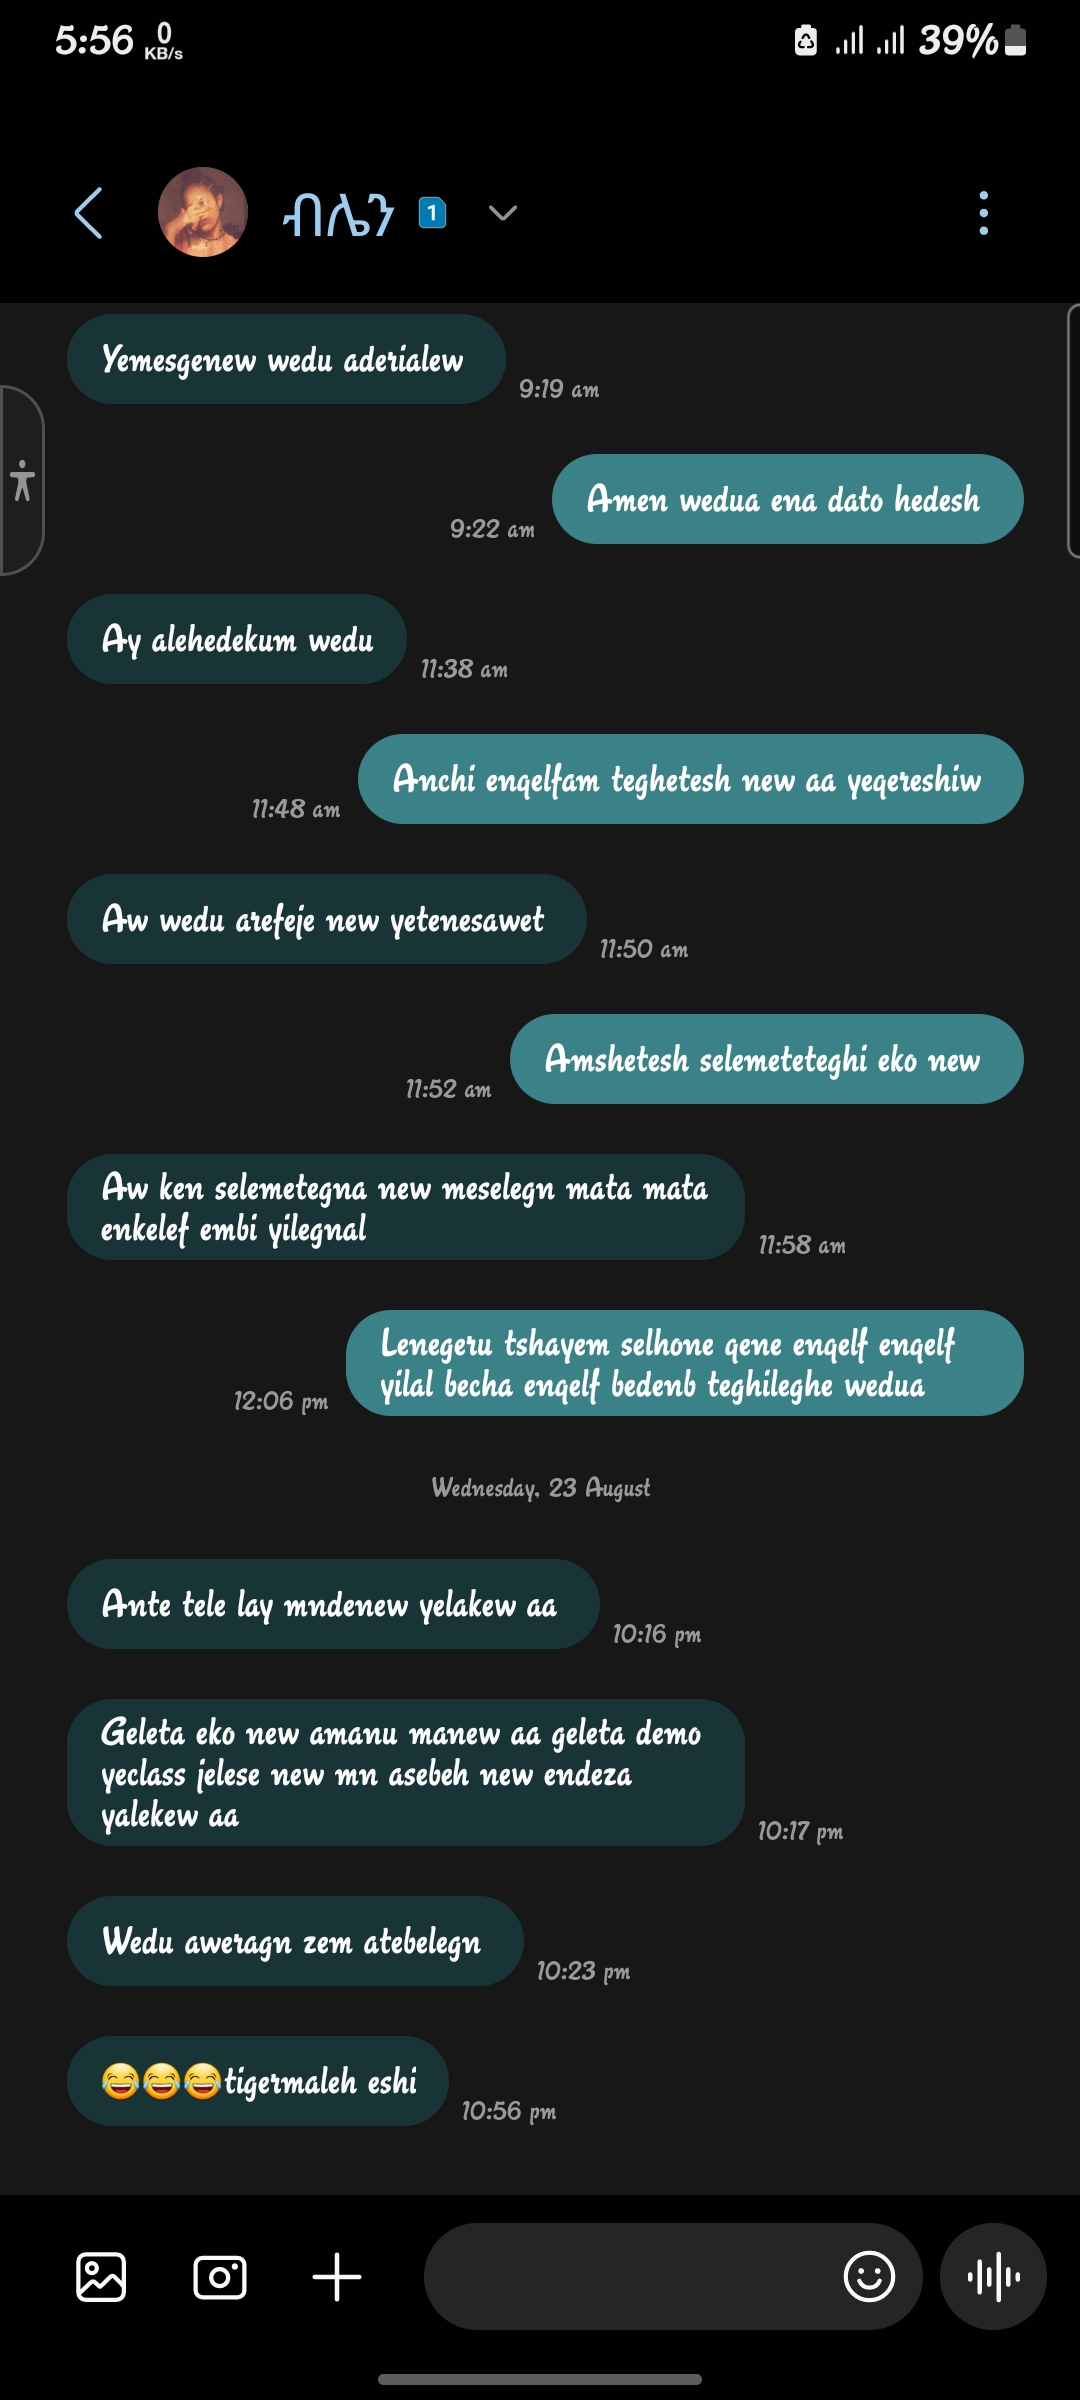 5:56 0 KB/s 39%
ብሌን 1
Yemesgenew wedu aderialew
9:19 am
Amen wedua ena dato hedesh
9:22 am
Ay alehedekum wedu
11:38 am
Anchi enqelfam teghetesh new aa yeqereshiw
11:48 am
Aw wedu arefeje new yetenesawet
11:50 am
Amshetesh selemeteteghi eko new
11:52 am
Aw ken selemetegna new meselegn mata mata
enkelef embi yilegnal
11:58 am
Lenegeru tshayem selhone qene enqelf enqelf
yilal becha enqelf bedenb teghileghe wedua
12:06 pm
Wednesday, 23 August
Ante tele lay mndenew yelakew aa
10:16 pm
Geleta eko new amanu manew aa geleta demo
yeclass jelese new mn asebeh new endeza
yalekew aa
10:17 pm
Wedu aweragn zem atebelegn
10:23 pm
😂😂😂tigermaleh eshi
10:56 pm